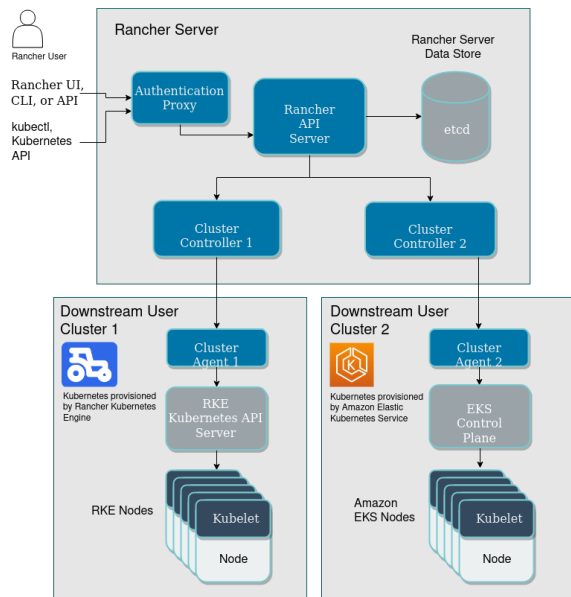 Rancher Server
Rancher User
Rancher Server
Data Store
Rancher UI,
CLI, or API
kubectl,
Kubernetes
API
Authentication
Proxy
Rancher
API
Server
etcd
Cluster
Controller 1
Cluster
Controller 2
Downstream User
Cluster 1
Cluster
Agent 1
Kubernetes provisioned
by Rancher Kubernetes
Engine
RKE
Kubernetes API
Server
RKE Nodes
Kubelet
Node
Downstream User
Cluster 2
Cluster
Agent 2
K
Kubernetes provisioned
by Amazon Elastic
Kubernetes Service
EKS
Control
Plane
Amazon
EKS Nodes
Kubelet
Node